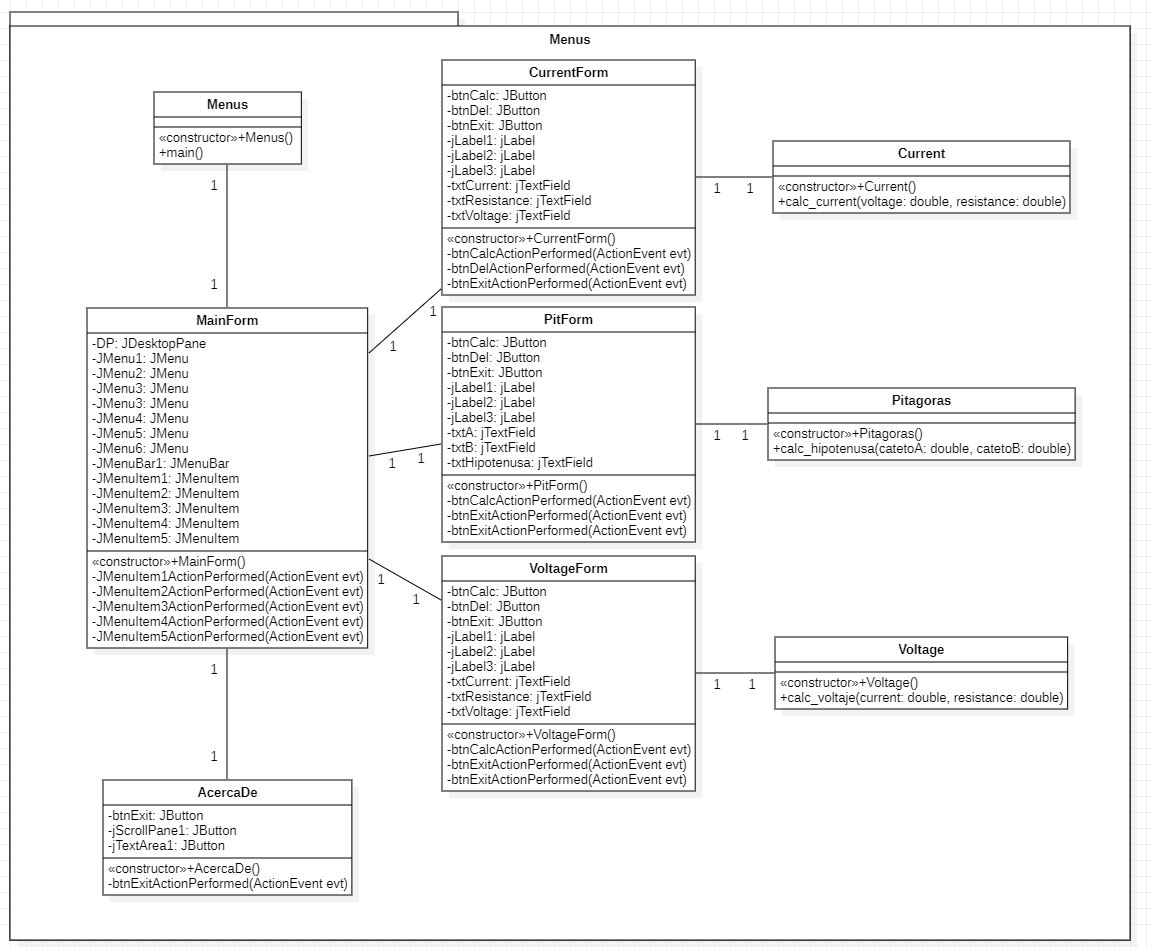 Menus
Menus
«constructor»+Menus()
+main()
1
1
MainForm
-DP: JDesktopPane
-JMenu1: JMenu
-JMenu2: JMenu
-JMenu3: JMenu
-JMenu3: JMenu
-JMenu4: JMenu
-JMenu5: JMenu
-JMenu6: JMenu
-JMenuBar1: JMenuBar
-JMenuItem1: JMenuItem
-JMenuItem2: JMenuItem
-JMenuItem3: JMenuItem
-JMenuItem4: JMenuItem
-JMenuItem5: JMenuItem
«constructor»+MainForm()
-JMenuItem1ActionPerformed(ActionEvent evt)
-JMenuItem2ActionPerformed(ActionEvent evt)
-JMenuItem3ActionPerformed(ActionEvent evt)
-JMenuItem4ActionPerformed(ActionEvent evt)
-JMenuItem5ActionPerformed(ActionEvent evt)
1
1
AcercaDe
-btnExit: JButton
-jScrollPane1: JButton
-jTextArea1: JButton
«constructor»+AcercaDe()
-btnExitActionPerformed(ActionEvent evt)
1
1
CurrentForm
-btnCalc: JButton
-btnDel: JButton
-btnExit: JButton
-jLabel1: jLabel
-jLabel2: jLabel
-jLabel3: jLabel
-txtCurrent: jTextField
-txtResistance: jTextField
-txtVoltage: jTextField
«constructor»+CurrentForm()
-btnCalcActionPerformed(ActionEvent evt)
-btnDelActionPerformed(ActionEvent evt)
-btnExitActionPerformed(ActionEvent evt)
1
1
Current
«constructor»+Current()
+calc_current(voltage: double, resistance: double)
1
1
PitForm
-btnCalc: JButton
-btnDel: JButton
-btnExit: JButton
-jLabel1: jLabel
-jLabel2: jLabel
-jLabel3: jLabel
-txtA: jTextField
-txtB: jTextField
-txtHipotenusa: jTextField
«constructor»+PitForm()
-btnCalcActionPerformed(ActionEvent evt)
-btnExitActionPerformed(ActionEvent evt)
-btnExitActionPerformed(ActionEvent evt)
1
1
Pitagoras
«constructor»+Pitagoras()
+calc_hipotenusa(catetoA: double, catetoB: double)
1
1
VoltageForm
-btnCalc: JButton
-btnDel: JButton
-btnExit: JButton
-jLabel1: jLabel
-jLabel2: jLabel
-jLabel3: jLabel
-txtCurrent: jTextField
-txtResistance: jTextField
-txtVoltage: jTextField
«constructor»+VoltageForm()
-btnCalcActionPerformed(ActionEvent evt)
-btnExitActionPerformed(ActionEvent evt)
-btnExitActionPerformed(ActionEvent evt)
1
1
Voltage
«constructor»+Voltage()
+calc_voltaje(current: double, resistance: double)